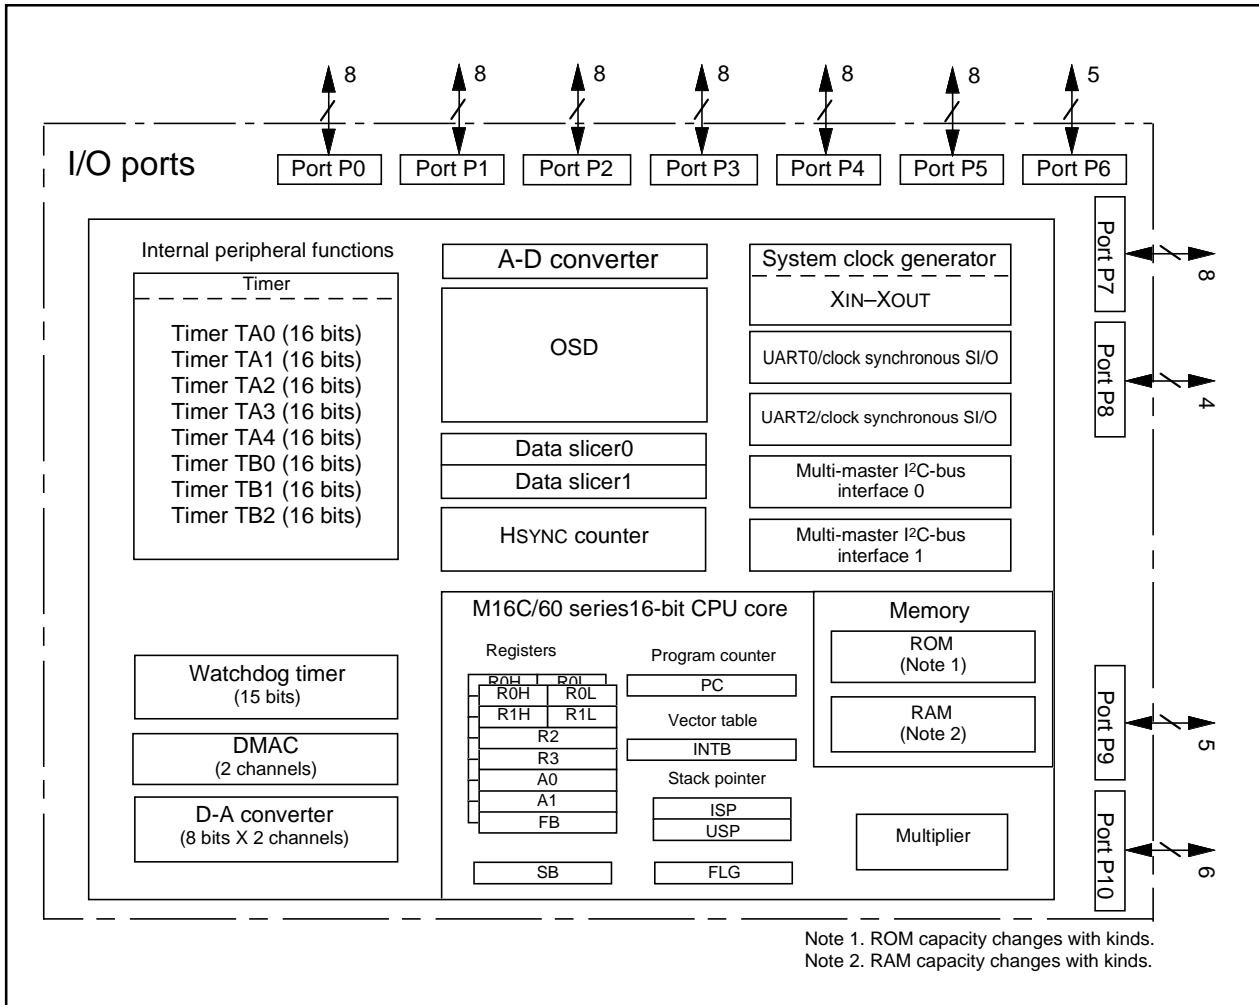 8 8 8 8 8 8 5
I/O ports
Port P0 Port P1 Port P2 Port P3 Port P4 Port P5 Port P6
Port P7
8
Port P8
4
Port P9
5
Port P10
6
Internal peripheral functions
Timer
Timer TA0 (16 bits)
Timer TA1 (16 bits)
Timer TA2 (16 bits)
Timer TA3 (16 bits)
Timer TA4 (16 bits)
Timer TB0 (16 bits)
Timer TB1 (16 bits)
Timer TB2 (16 bits)
Watchdog timer
(15 bits)
DMAC
(2 channels)
D-A converter
(8 bits X 2 channels)
A-D converter
OSD
Data slicer0
Data slicer1
HSYNC counter
System clock generator
XIN–XOUT
UART0/clock synchronous SI/O
UART2/clock synchronous SI/O
Multi-master I²C-bus
interface 0
Multi-master I²C-bus
interface 1
M16C/60 series16-bit CPU core
Registers
R0H R0L
R0H R0L
R1H R1L
R2
R3
A0
A1
FB
SB
Program counter
PC
Vector table
INTB
Stack pointer
ISP
USP
FLG
Memory
ROM
(Note 1)
RAM
(Note 2)
Multiplier
Note 1. ROM capacity changes with kinds.
Note 2. RAM capacity changes with kinds.